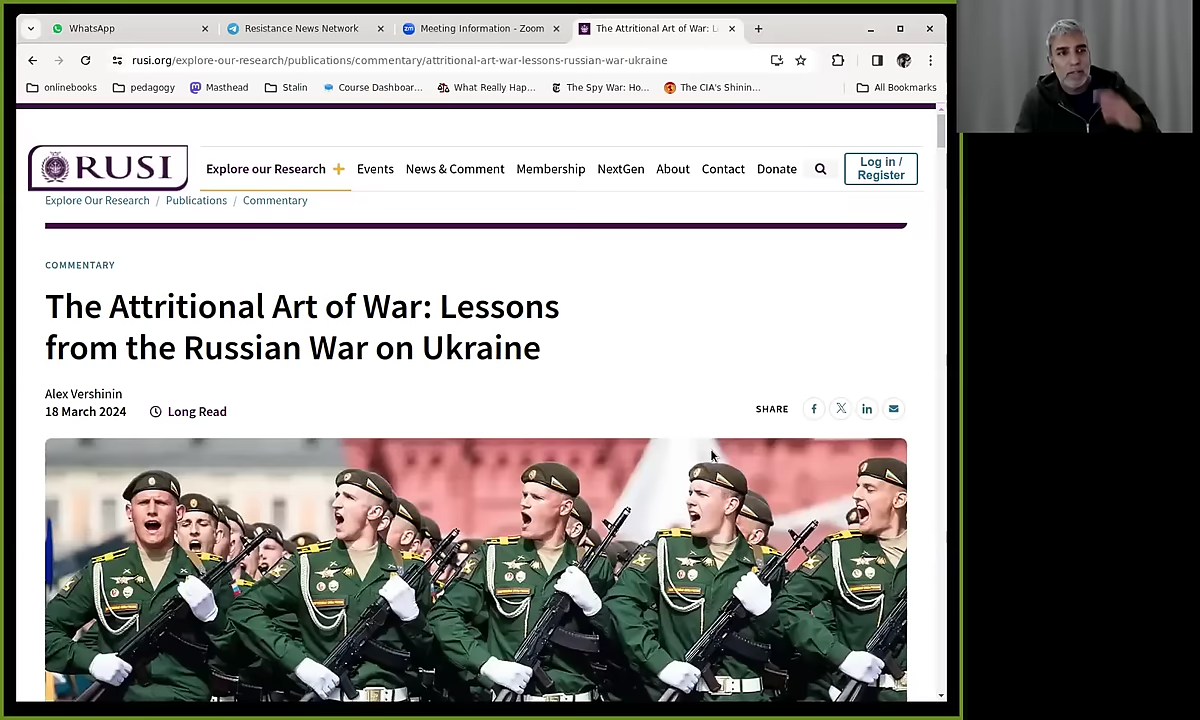 WhatsApp
Resistance News Network
Meeting Information - Zoom
The Attritional Art of War: L
rusi.org/explore-our-research/publications/commentary/attritional-art-war-lessons-russian-war-ukraine
onlinebooks
pedagogy
Masthead
Stalin
Course Dashboar...
What Really Hap...
The Spy War: Ho...
The CIA's Shinin...
All Bookmarks
RUSI
Explore our Research +
Events
News & Comment
Membership
NextGen
About
Contact
Donate
Log in /
Register
Explore Our Research / Publications / Commentary
COMMENTARY
The Attritional Art of War: Lessons
from the Russian War on Ukraine
Alex Vershinin
18 March 2024
Long Read
SHARE